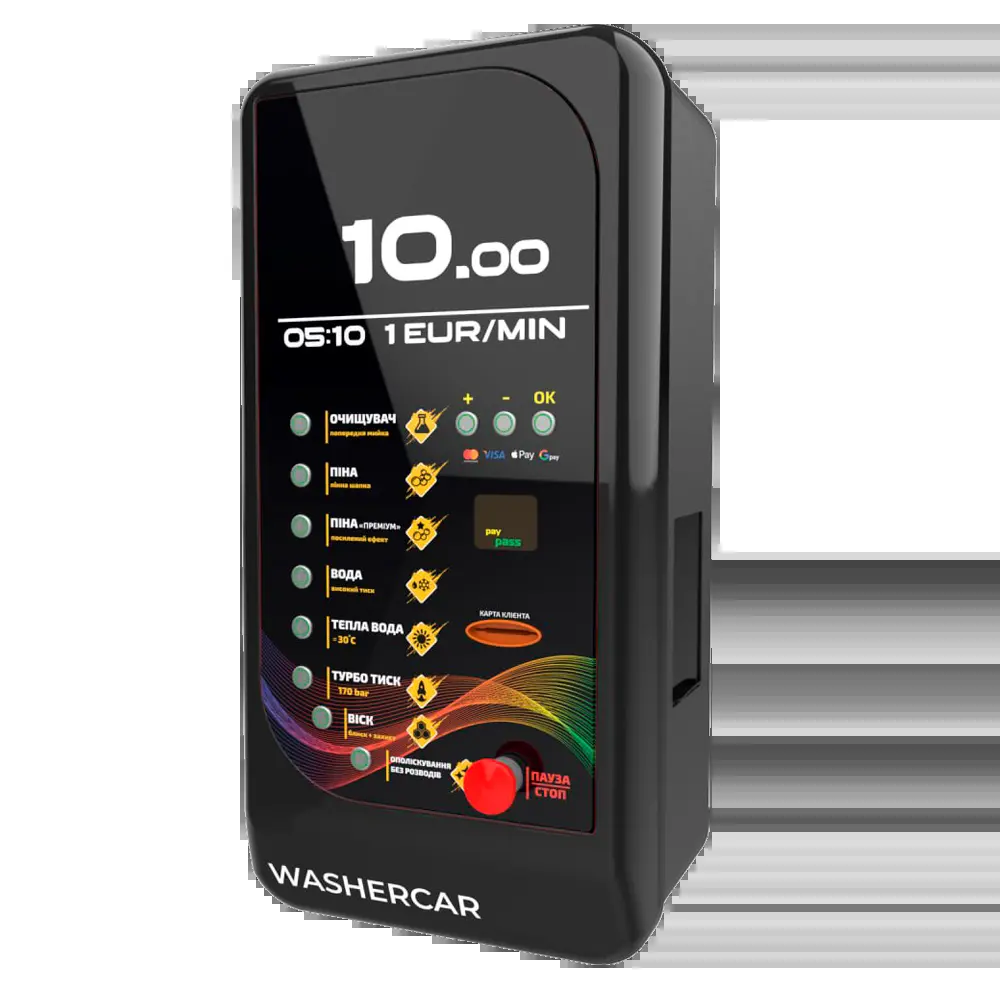 10.00
05:10 1 EUR/MIN
+ - OK
VISA Pay G Pay
ОЧИЩУВАЧ
попередня мийка
ПІНА
пінна шапка
ПІНА «ПРЕМІУМ»
посилений ефект
pay
pass
ВОДА
високий тиск
КАРТА КЛІЄНТА
ТЕПЛА ВОДА
≈30°C
ТУРБО ТИСК
170 bar
ВІСК
блиск + захист
ОПОЛІСКУВАННЯ
БЕЗ РОЗВОДІВ
ПАУЗА
СТОП
WASHERCAR